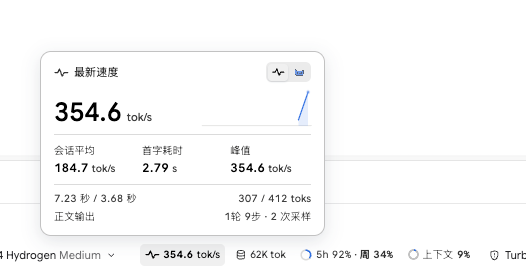 最新速度
354.6 tok/s
会话平均 首字耗时 峰值
184.7 tok/s 2.79 s 354.6 tok/s
7.23 秒 / 3.68 秒 307 / 412 toks
正文输出 1轮 9步 · 2 次采样
Hydrogen Medium 354.6 tok/s 62K tok 5h 92% · 周 34% 上下文 9%